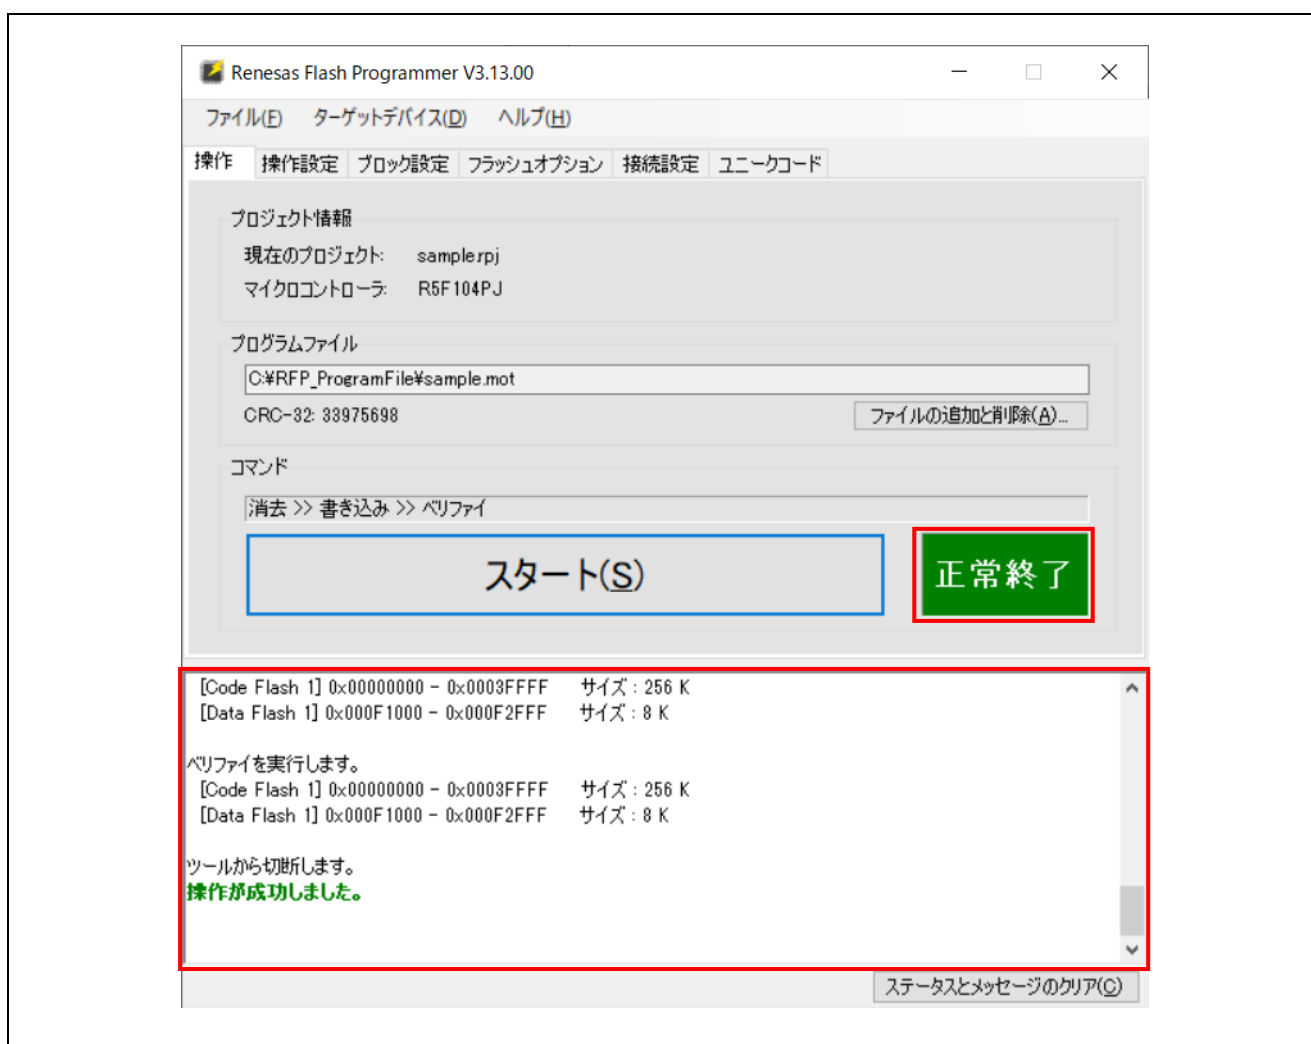 Renesas Flash Programmer V3.13.00
ファイル(F) ターゲットデバイス(D) ヘルプ(H)
操作 操作設定 ブロック設定 フラッシュオプション 接続設定 ユニークコード
プロジェクト情報
現在のプロジェクト: sample.rpj
マイクロコントローラ: R5F104PJ
プログラムファイル
C:¥RFP_ProgramFile¥sample.mot
CRC-32: 33975698 ファイルの追加と削除(A)...
コマンド
消去 >> 書き込み >> ベリファイ
スタート(S) 正常終了
[Code Flash 1] 0x00000000 - 0x0003FFFF サイズ : 256 K
[Data Flash 1] 0x000F1000 - 0x000F2FFF サイズ : 8 K
ベリファイを実行します。
[Code Flash 1] 0x00000000 - 0x0003FFFF サイズ : 256 K
[Data Flash 1] 0x000F1000 - 0x000F2FFF サイズ : 8 K
ツールから切断します。
操作が成功しました。
ステータスとメッセージのクリア(C)